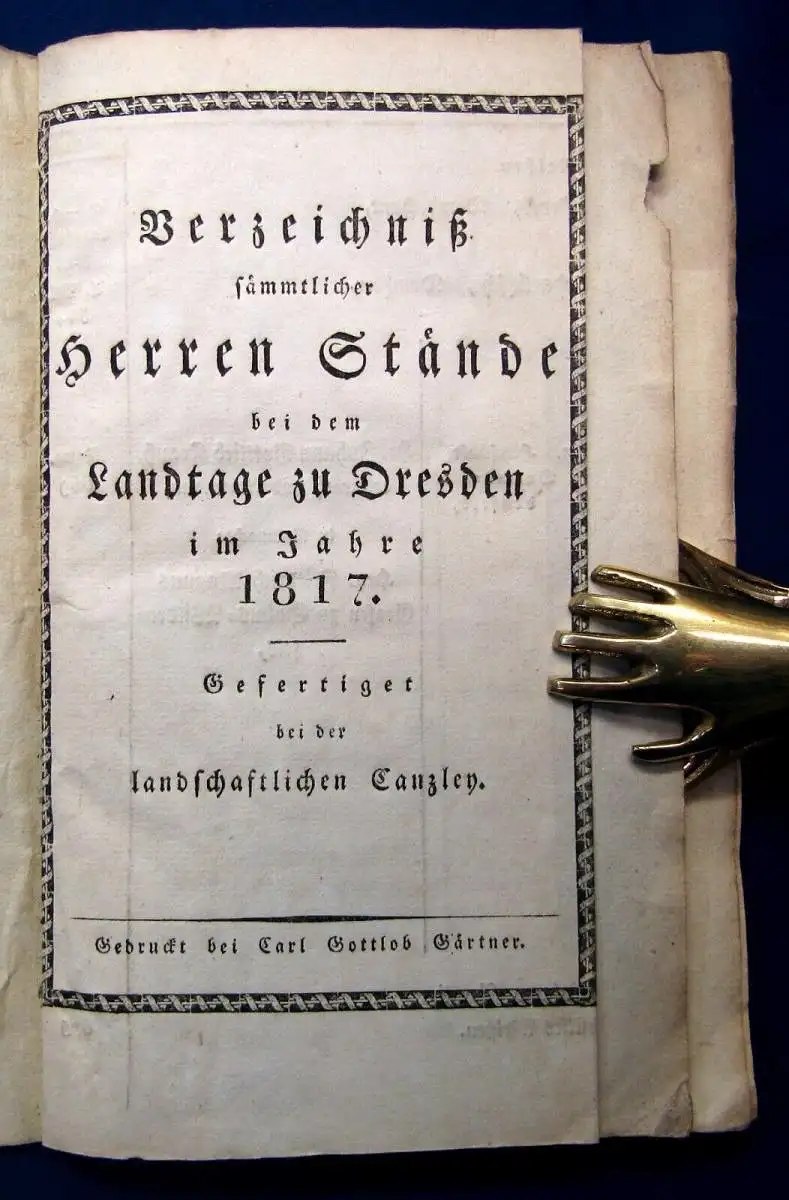 Verzeichniß
sämmtlicher
Herren Stände
bei dem
Landtage zu Dresden
im Jahre
1817.
Gefertiget
bei der
landschaftlichen Canzley.
Gedruckt bei Carl Gottlob Gärtner.